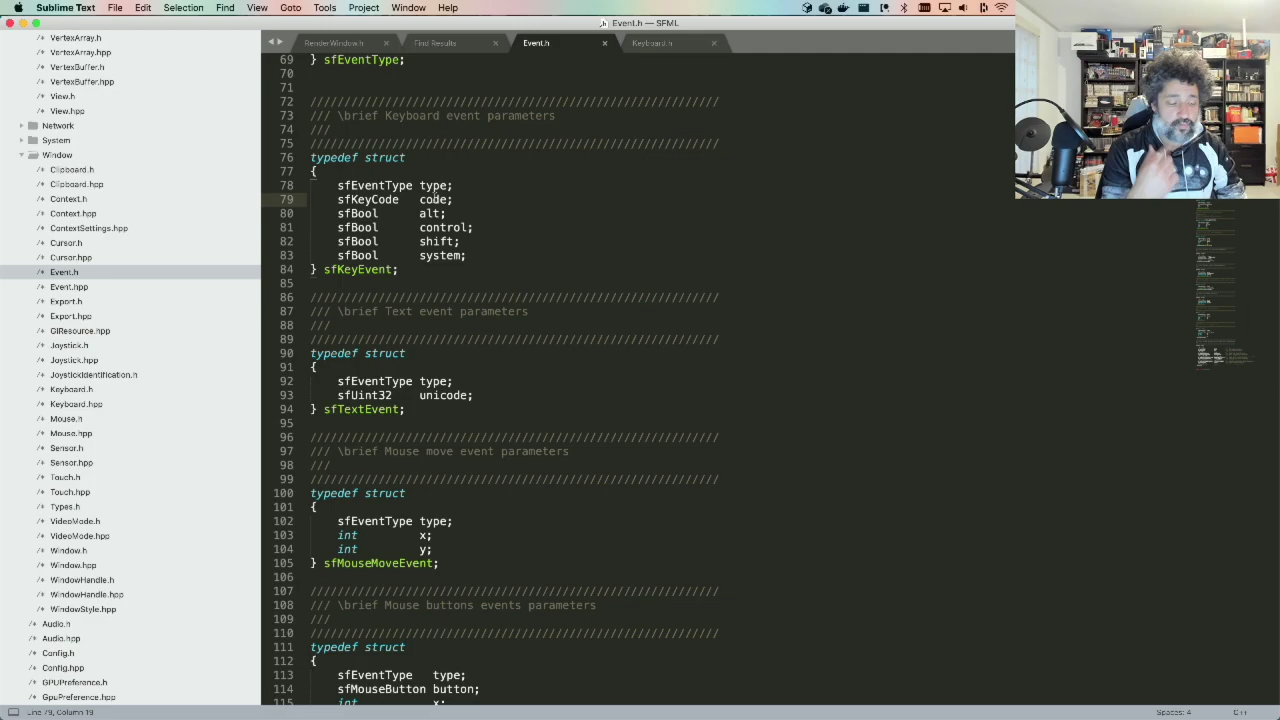 Sublime Text File Edit Selection Find View Goto Tools Project Window Help
Event.h — SFML
RenderWindow.h
Find Results
Event.h
Keyboard.h
VertexArray.h
VertexArray.hpp
VertexBuffer.h
VertexBuffer.hpp
View.h
View.hpp
Network
System
Window
Clipboard.h
Clipboard.hpp
Context.h
Context.hpp
ContextSettings.hpp
Cursor.h
Cursor.hpp
Event.h
Event.hpp
Export.h
Export.hpp
GlResource.hpp
Joystick.h
Joystick.hpp
JoystickIdentification.h
Keyboard.h
Keyboard.hpp
Mouse.h
Mouse.hpp
Sensor.h
Sensor.hpp
Touch.h
Touch.hpp
Types.h
VideoMode.h
VideoMode.hpp
Window.h
Window.hpp
WindowHandle.h
WindowHandle.hpp
WindowStyle.hpp
Audio.h
Audio.hpp
Config.h
Config.hpp
GPUPreference.h
GpuPreference.hpp
69 } sfEventType;
70
71
72 ////////////////////////////////////////////////////////////
73 /// \brief Keyboard event parameters
74 ///
75 ////////////////////////////////////////////////////////////
76 typedef struct
77 {
78 sfEventType type;
79 sfKeyCode code;
80 sfBool alt;
81 sfBool control;
82 sfBool shift;
83 sfBool system;
84 } sfKeyEvent;
85
86 ////////////////////////////////////////////////////////////
87 /// \brief Text event parameters
88 ///
89 ////////////////////////////////////////////////////////////
90 typedef struct
91 {
92 sfEventType type;
93 sfUint32 unicode;
94 } sfTextEvent;
95
96 ////////////////////////////////////////////////////////////
97 /// \brief Mouse move event parameters
98 ///
99 ////////////////////////////////////////////////////////////
100 typedef struct
101 {
102 sfEventType type;
103 int x;
104 int y;
105 } sfMouseMoveEvent;
106
107 ////////////////////////////////////////////////////////////
108 /// \brief Mouse buttons events parameters
109 ///
110 ////////////////////////////////////////////////////////////
111 typedef struct
112 {
113 sfEventType type;
114 sfMouseButton button;
115 int x;
Line 79, Column 19
Spaces: 4
C++